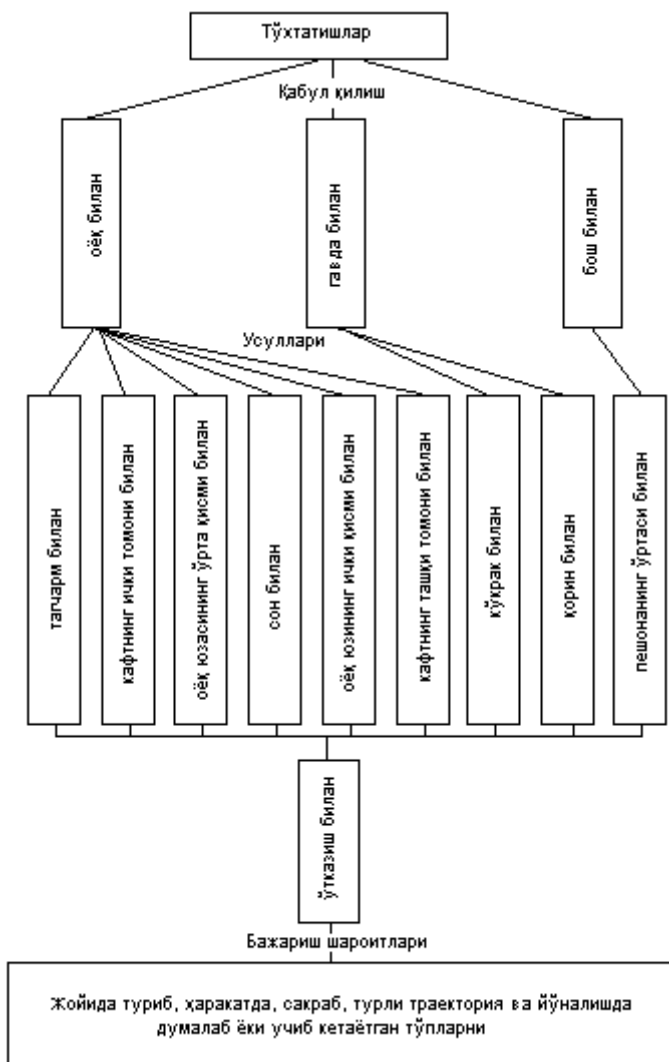 Тўхтатишлар
Қабул қилиш
оёқ билан
гавда билан
бош билан
Усуллари
тагчарм билан
кафтнинг ички томони билан
оёқ юзасининг ўрта қисми билан
сон билан
оёқ юзининг ички қисми билан
кафтнинг ташқи томони билан
кўкрак билан
қорин билан
пешонанинг ўртаси билан
ўтказиш билан
Бажариш шароитлари
Жойида туриб, ҳаракатда, сакраб, турли траектория ва йўналишда
думалаб ёки учиб кетаётган тўпларни